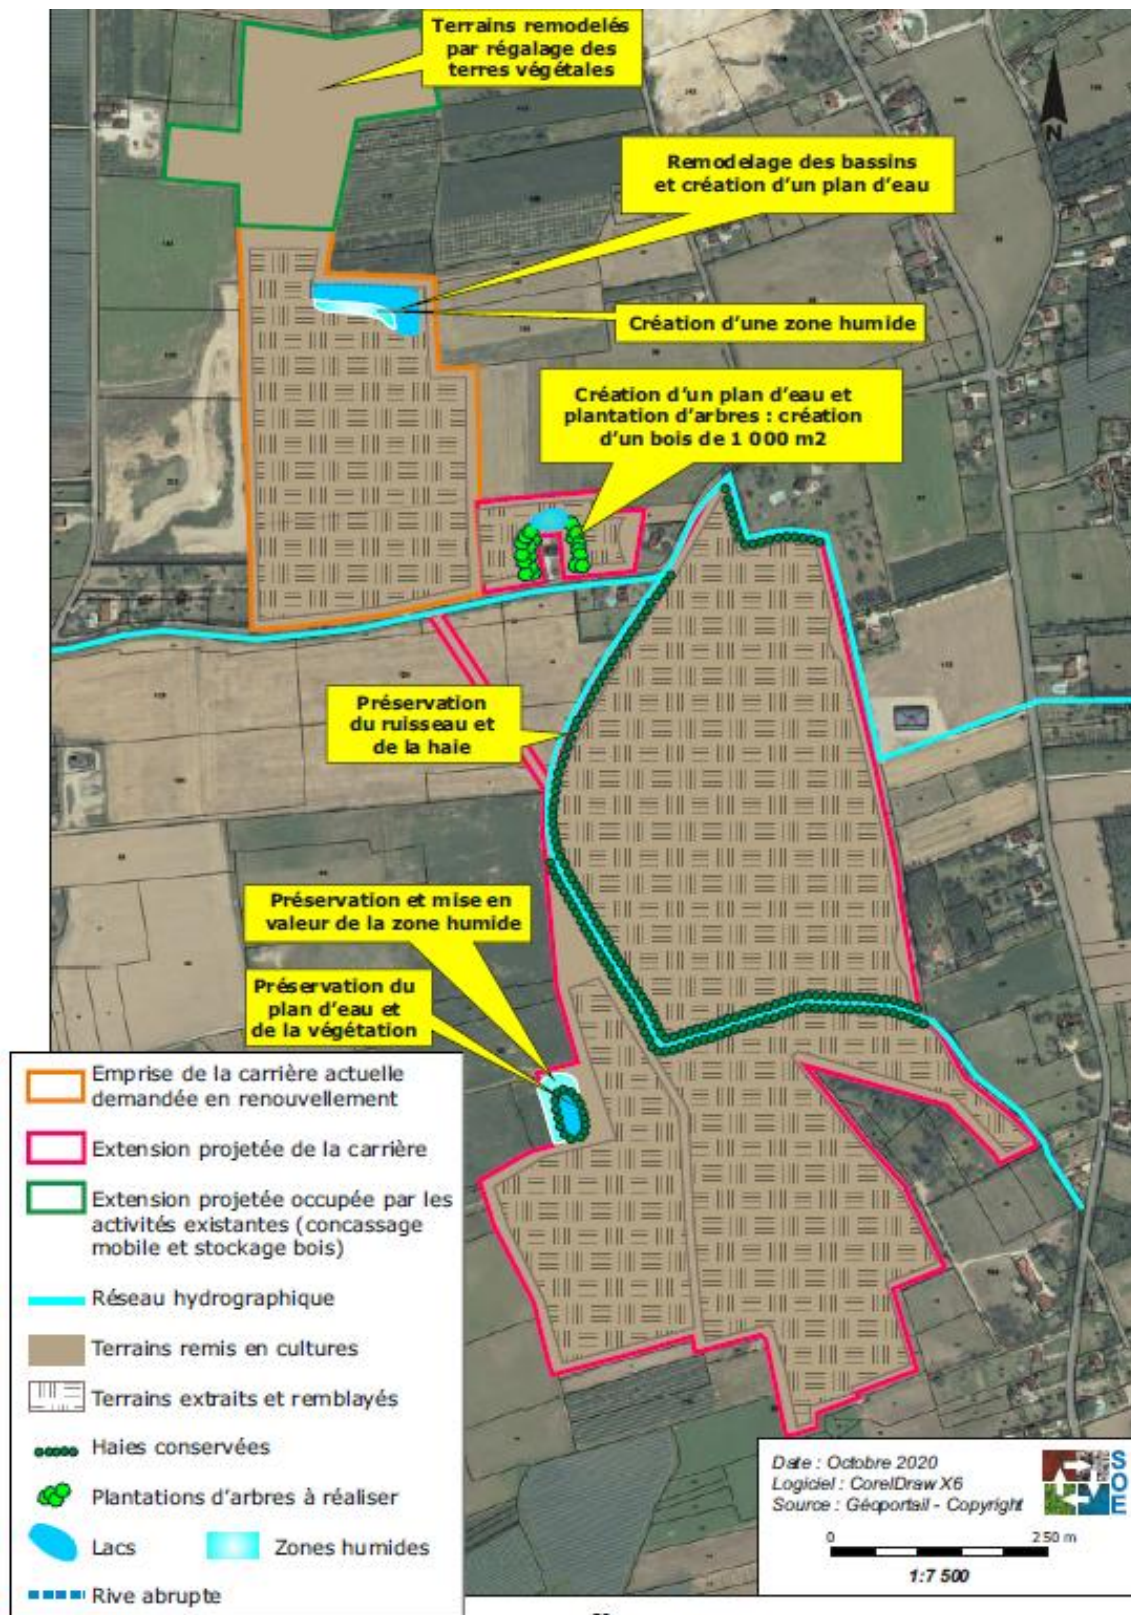 Terrains remodelés
par régalage des
terres végétales
N
Remodelage des bassins
et création d'un plan d'eau
Création d'une zone humide
Création d'un plan d'eau et
plantation d'arbres : création
d'un bois de 1 000 m2
Préservation
du ruisseau et
de la haie
Préservation et mise en
valeur de la zone humide
Préservation du
plan d'eau et
de la végétation
Emprise de la carrière actuelle
demandée en renouvellement
Extension projetée de la carrière
Extension projetée occupée par les
activités existantes (concassage
mobile et stockage bois)
Réseau hydrographique
Terrains remis en cultures
Terrains extraits et remblayés
Haies conservées
Plantations d'arbres à réaliser
Lacs
Zones humides
Rive abrupte
Date : Octobre 2020
Logiciel : CorelDraw X6
Source : Géoportail - Copyright
SOE
0 250 m
1:7 500